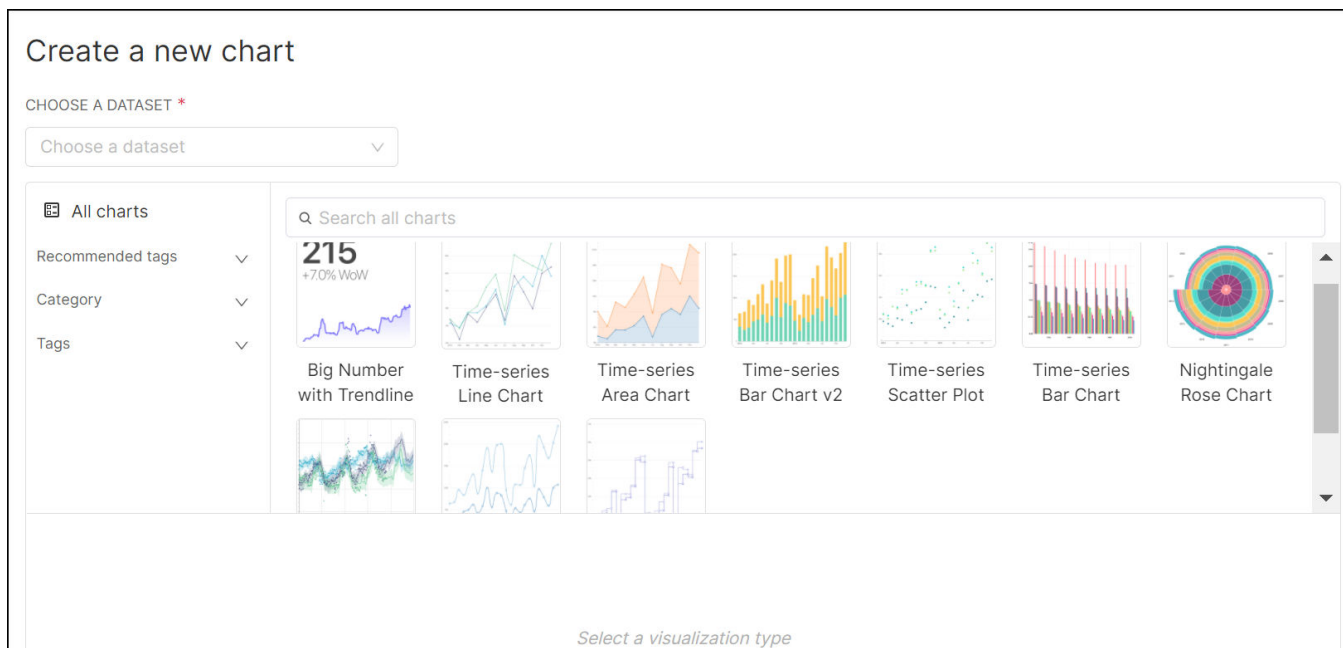 Create a new chart
CHOOSE A DATASET *
Choose a dataset
All charts
Recommended tags
Category
Tags
Search all charts
215
+7.0% WoW
Big Number
with Trendline
Time-series
Line Chart
Time-series
Area Chart
Time-series
Bar Chart v2
Time-series
Scatter Plot
Time-series
Bar Chart
Nightingale
Rose Chart
Select a visualization type